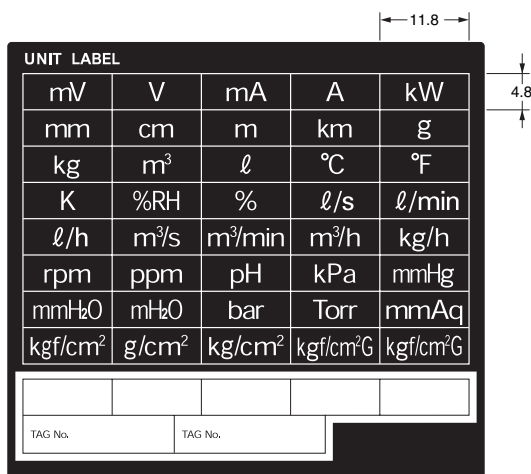 11.8
UNIT LABEL
4.8
mV V mA A kW
mm cm m km g
kg m³ ℓ °C °F
K %RH % ℓ/s ℓ/min
ℓ/h m³/s m³/min m³/h kg/h
rpm ppm pH kPa mmHg
mmH₂O mH₂O bar Torr mmAq
kgf/cm² g/cm² kg/cm² kgf/cm²G kgf/cm²G
TAG No. TAG No.